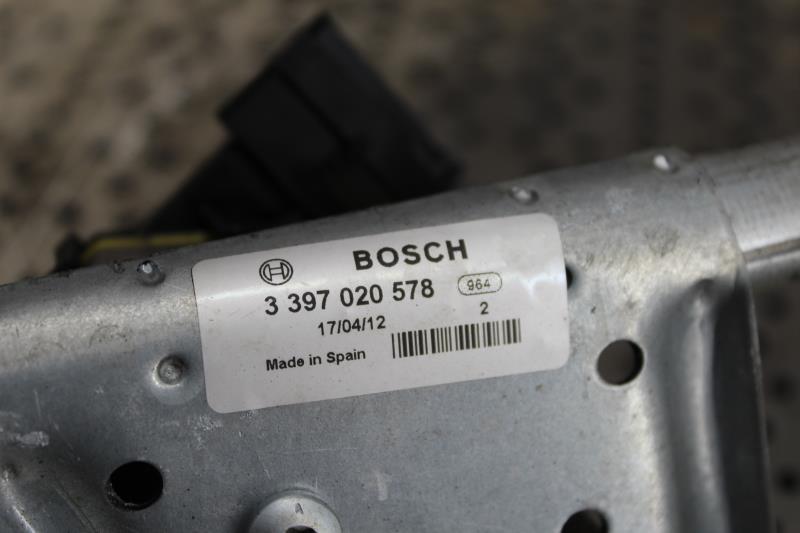 BOSCH
3 397 020 578 964
17/04/12 2
Made in Spain
A